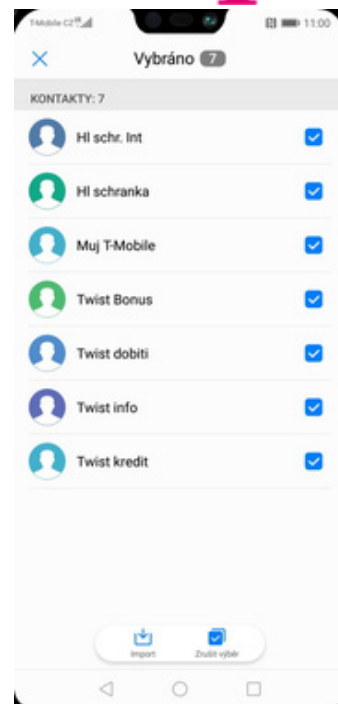 T-Mobile CZ 11:00
Vybráno 7
KONTAKTY: 7
Hl schr. Int
Hl schranka
Muj T-Mobile
Twist Bonus
Twist dobiti
Twist info
Twist kredit
Import Zrušit výběr